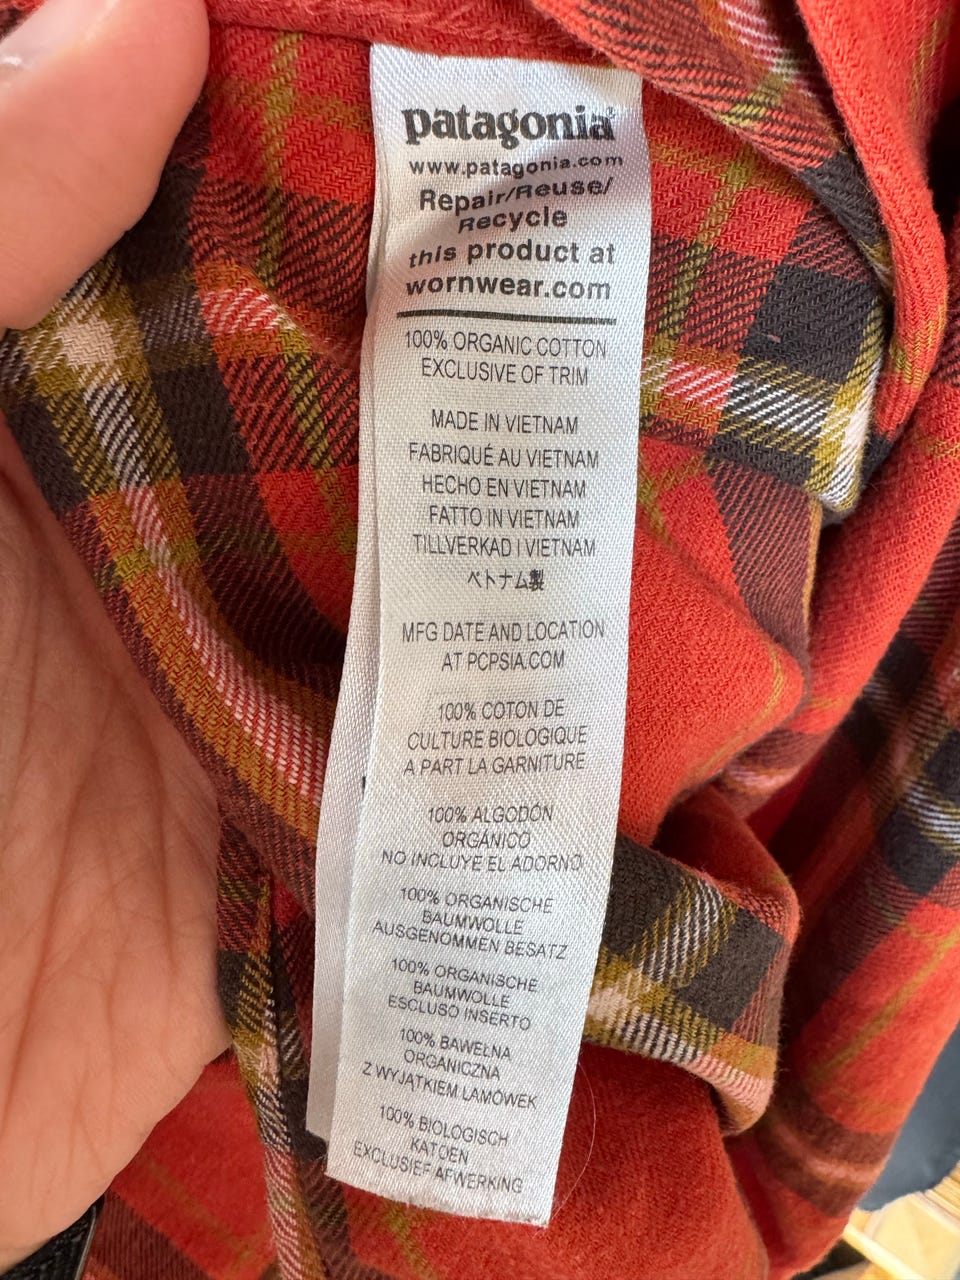 patagonia®
www.patagonia.com
Repair/Reuse/
Recycle
this product at
wornwear.com
100% ORGANIC COTTON
EXCLUSIVE OF TRIM
MADE IN VIETNAM
FABRIQUÉ AU VIETNAM
HECHO EN VIETNAM
FATTO IN VIETNAM
TILLVERKAD I VIETNAM
ベトナム製
MFG DATE AND LOCATION
AT PCPSIA.COM
100% COTON DE
CULTURE BIOLOGIQUE
A PART LA GARNITURE
100% ALGODÓN
ORGÁNICO
NO INCLUYE EL ADORNO
100% ORGANISCHE
BAUMWOLLE
AUSGENOMMEN BESATZ
100% ORGANISCHE
BAUMWOLLE
ESCLUSO INSERTO
100% BAWEŁNA
ORGANICZNA
Z WYJĄTKIEM LAMÓWEK
100% BIOLOGISCH
KATOEN
EXCLUSIEF AFWERKING